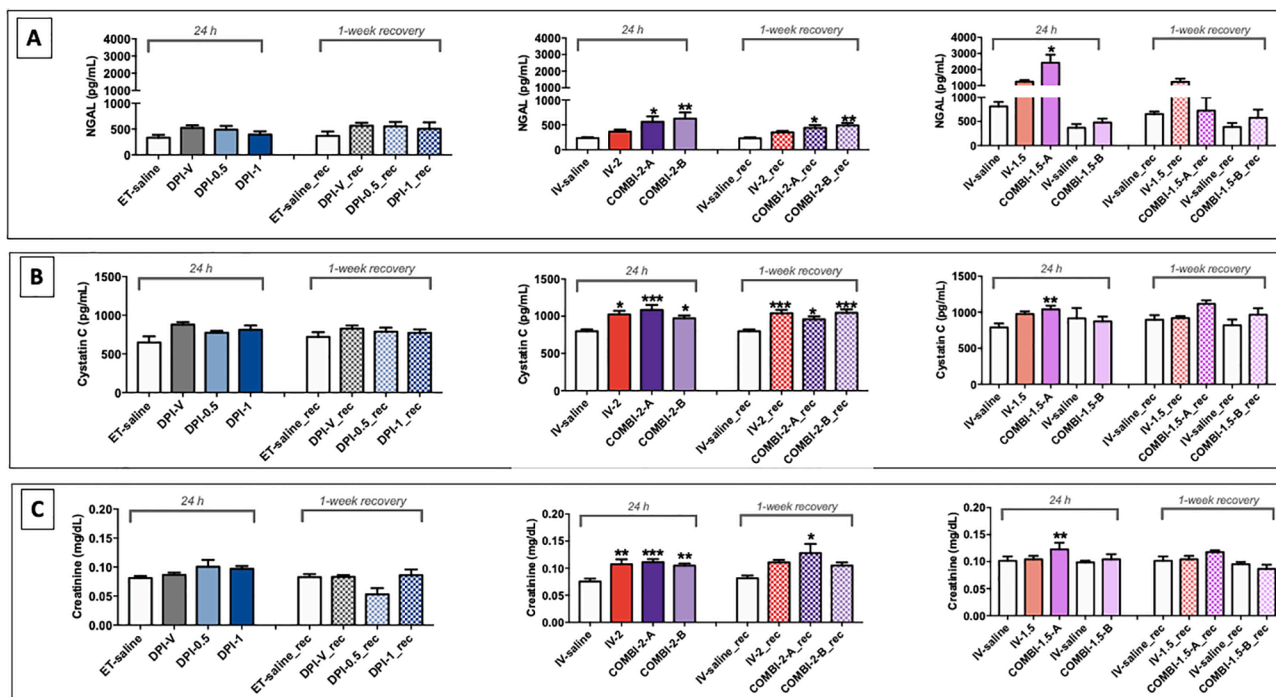 A
24 h
1-week recovery
NGAL (pg/mL)
4000
3000
2000
1000
1000
500
0
ET-saline
DPI-V
DPI-0.5
DPI-1
ET-saline_rec
DPI-V_rec
DPI-0.5_rec
DPI-1_rec
24 h
1-week recovery
NGAL (pg/mL)
4000
3000
2000
1000
1000
500
0
*
**
*
**
IV-saline
IV-2
COMBI-2-A
COMBI-2-B
IV-saline_rec
IV-2_rec
COMBI-2-A_rec
COMBI-2-B_rec
24 h
1-week recovery
NGAL (pg/mL)
4000
3000
2000
1000
1000
500
0
*
IV-saline
IV-1.5
COMBI-1.5-A
IV-saline
COMBI-1.5-B
IV-saline_rec
IV-1.5_rec
COMBI-1.5-A_rec
IV-saline_rec
COMBI-1.5-B_rec
B
24 h
1-week recovery
Cystatin C (pg/mL)
1500
1000
500
0
ET-saline
DPI-V
DPI-0.5
DPI-1
ET-saline_rec
DPI-V_rec
DPI-0.5_rec
DPI-1_rec
24 h
1-week recovery
Cystatin C (pg/mL)
1500
1000
500
0
*
***
*
***
*
***
IV-saline
IV-2
COMBI-2-A
COMBI-2-B
IV-saline_rec
IV-2_rec
COMBI-2-A_rec
COMBI-2-B_rec
24 h
1-week recovery
Cystatin C (pg/mL)
1500
1000
500
0
**
IV-saline
IV-1.5
COMBI-1.5-A
IV-saline
COMBI-1.5-B
IV-saline_rec
IV-1.5_rec
COMBI-1.5-A_rec
IV-saline_rec
COMBI-1.5-B_rec
C
24 h
1-week recovery
Creatinine (mg/dL)
0.20
0.15
0.10
0.05
0.00
ET-saline
DPI-V
DPI-0.5
DPI-1
ET-saline_rec
DPI-V_rec
DPI-0.5_rec
DPI-1_rec
24 h
1-week recovery
Creatinine (mg/dL)
0.20
0.15
0.10
0.05
0.00
**
***
**
*
IV-saline
IV-2
COMBI-2-A
COMBI-2-B
IV-saline_rec
IV-2_rec
COMBI-2-A_rec
COMBI-2-B_rec
24 h
1-week recovery
Creatinine (mg/dL)
0.20
0.15
0.10
0.05
0.00
**
IV-saline
IV-1.5
COMBI-1.5-A
IV-saline
COMBI-1.5-B
IV-saline_rec
IV-1.5_rec
COMBI-1.5-A_rec
IV-saline_rec
COMBI-1.5-B_rec